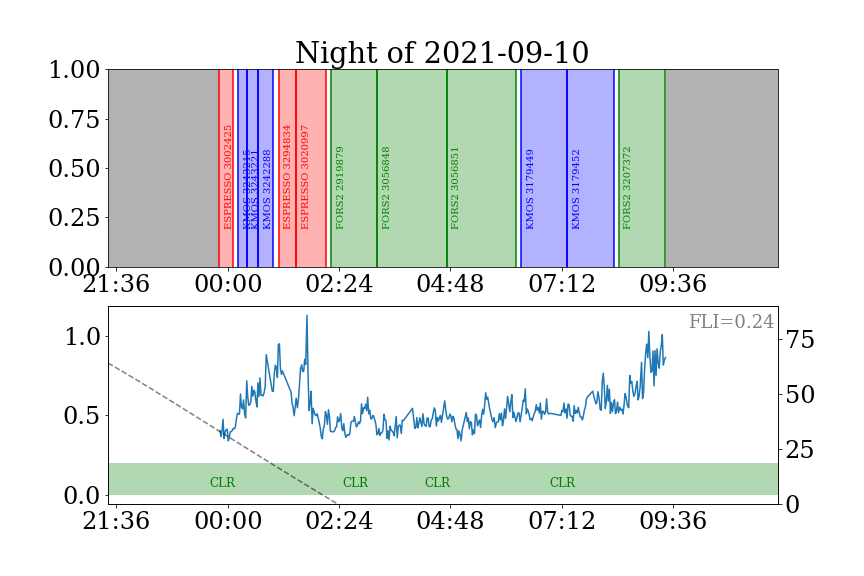 Night of 2021-09-10
1.00
0.75
0.50
0.25
0.00
ESPRESSO 3002425
KMOS 3243221
KMOS 3242288
ESPRESSO 3294834
ESPRESSO 3020997
FORS2 2919879
FORS2 3056848
FORS2 3056851
KMOS 3179449
KMOS 3179452
FORS2 3207372
21:36 00:00 02:24 04:48 07:12 09:36
FLI=0.24
1.0
0.5
0.0
75
50
25
0
CLR CLR CLR CLR
21:36 00:00 02:24 04:48 07:12 09:36